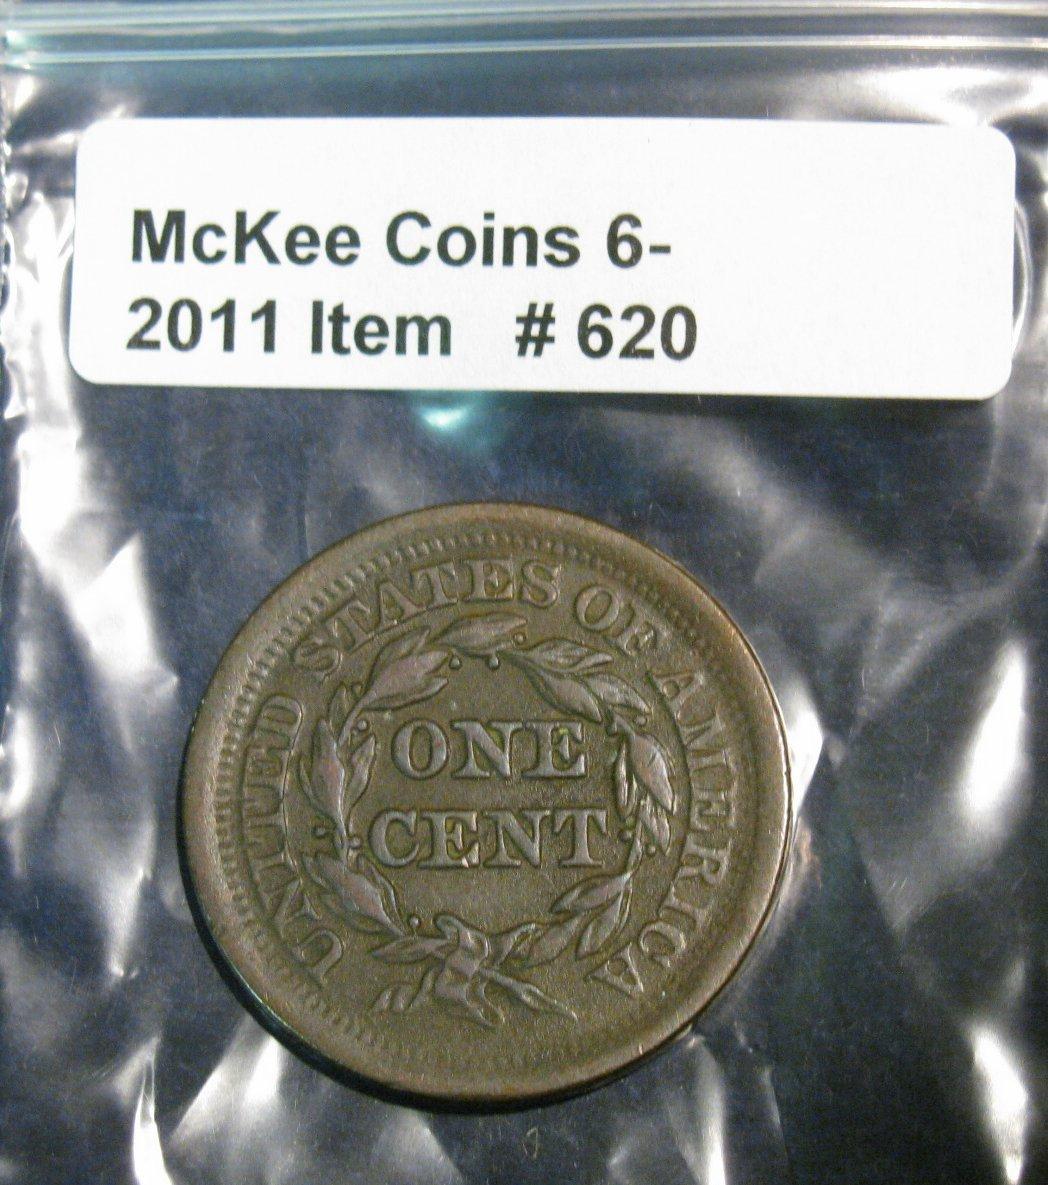 McKee Coins 6-
2011 Item # 620
UNITED STATES OF AMERICA
ONE
CENT